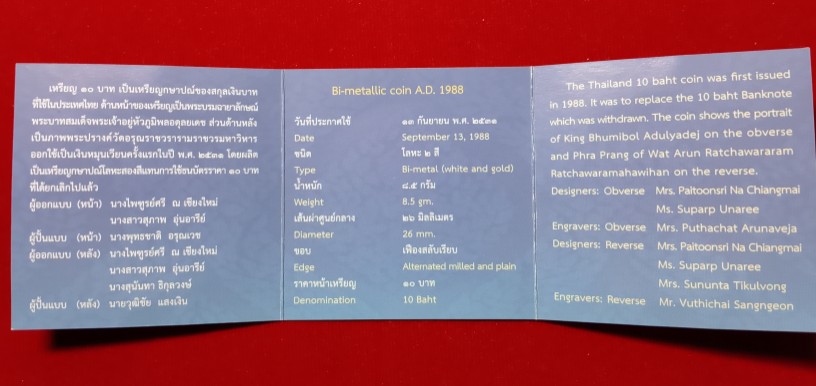 เหรียญ ๑๐ บาท เป็นเหรียญกษาปณ์ของสกุลเงินบาท
ที่ใช้ในประเทศไทย ด้านหน้าของเหรียญเป็นพระบรมฉายาลักษณ์
พระบาทสมเด็จพระเจ้าอยู่หัวภูมิพลอดุลยเดช ส่วนด้านหลัง
เป็นภาพพระปรางค์วัดอรุณราชวรารามราชวรมหาวิหาร
ออกใช้เป็นเงินหมุนเวียนครั้งแรกในปี พ.ศ. ๒๕๓๑ โดยผลิต
เป็นเหรียญกษาปณ์โลหะสองสีแทนการใช้ธนบัตรราคา ๑๐ บาท
ที่ได้ยกเลิกไปแล้ว
ผู้ออกแบบ (หน้า) นางไพฑูรย์ศรี ณ เชียงใหม่
นางสาวสุภาพ อุ่นอารีย์
ผู้ปั้นแบบ (หน้า) นางพุทธชาติ อรุณเวช
ผู้ออกแบบ (หลัง) นางไพฑูรย์ศรี ณ เชียงใหม่
นางสาวสุภาพ อุ่นอารีย์
นางสุนันทา ธิกุลวงษ์
ผู้ปั้นแบบ (หลัง) นายวุฒิชัย แสงเงิน
Bi-metallic coin A.D. 1988
วันที่ประกาศใช้ ๑๓ กันยายน พ.ศ. ๒๕๓๑
Date September 13, 1988
ชนิด โลหะ ๒ สี
Type Bi-metal (white and gold)
น้ำหนัก ๘.๕ กรัม
Weight 8.5 gm.
เส้นผ่าศูนย์กลาง ๒๖ มิลลิเมตร
Diameter 26 mm.
ขอบ เฟืองสลับเรียบ
Edge Alternated milled and plain
ราคาหน้าเหรียญ ๑๐ บาท
Denomination 10 Baht
The Thailand 10 baht coin was first issued
in 1988. It was to replace the 10 baht Banknote
which was withdrawn. The coin shows the portrait
of King Bhumibol Adulyadej on the obverse
and Phra Prang of Wat Arun Ratchawararam
Ratchawaramahawihan on the reverse.
Designers: Obverse Mrs. Paitoonsri Na Chiangmai
Ms. Suparp Unaree
Engravers: Obverse Mrs. Puthachat Arunaveja
Designers: Reverse Mrs. Paitoonsri Na Chiangmai
Ms. Suparp Unaree
Mrs. Sununta Tikulvong
Engravers: Reverse Mr. Vuthichai Sangngeon